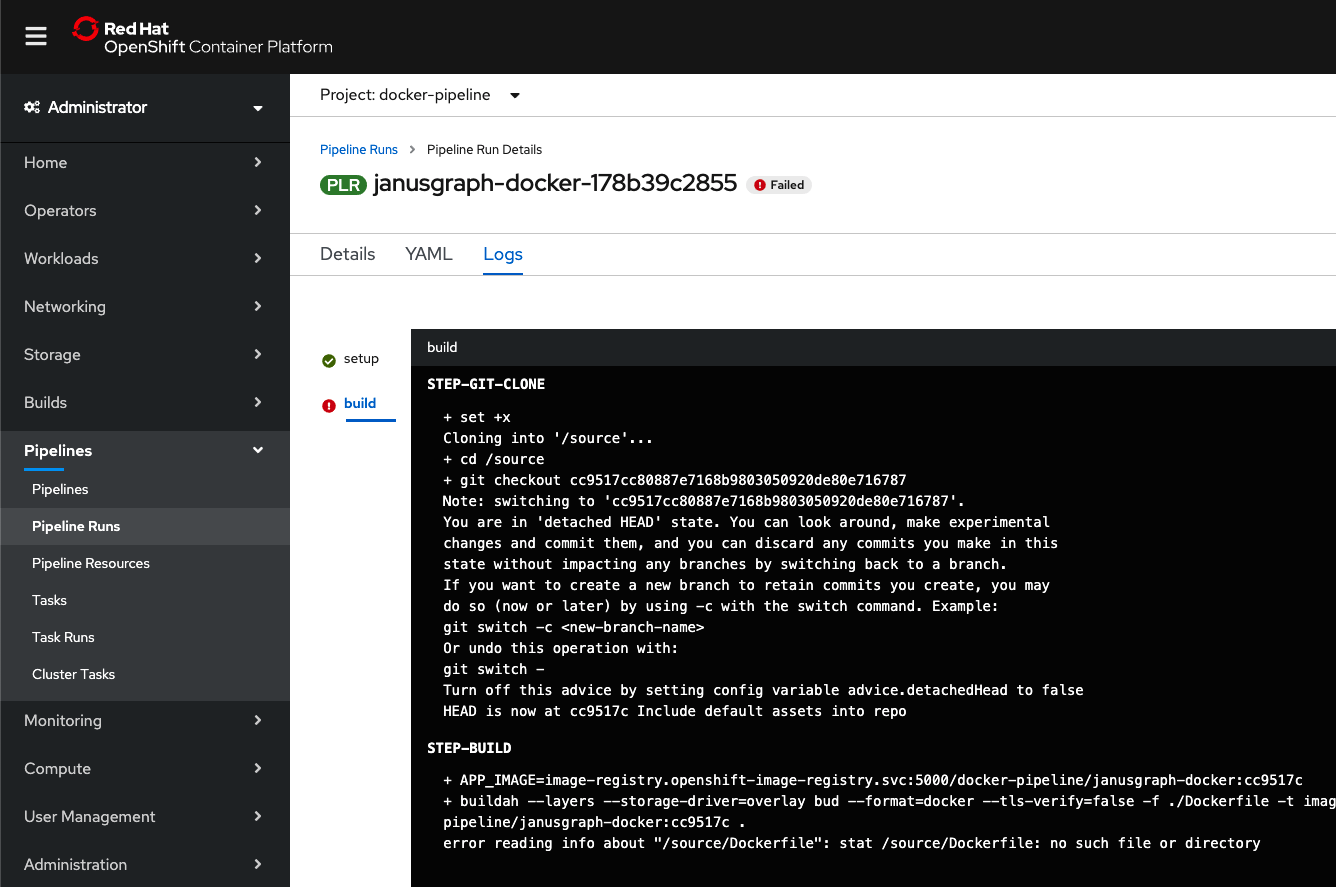 Red Hat
OpenShift Container Platform
Administrator
Home
Operators
Workloads
Networking
Storage
Builds
Pipelines
Pipelines
Pipeline Runs
Pipeline Resources
Tasks
Task Runs
Cluster Tasks
Monitoring
Compute
User Management
Administration
Project: docker-pipeline
Pipeline Runs > Pipeline Run Details
PLR janusgraph-docker-178b39c2855 Failed
Details YAML Logs
setup
build
build
STEP-GIT-CLONE
+ set +x
Cloning into '/source'...
+ cd /source
+ git checkout cc9517cc80887e7168b9803050920de80e716787
Note: switching to 'cc9517cc80887e7168b9803050920de80e716787'.
You are in 'detached HEAD' state. You can look around, make experimental
changes and commit them, and you can discard any commits you make in this
state without impacting any branches by switching back to a branch.
If you want to create a new branch to retain commits you create, you may
do so (now or later) by using -c with the switch command. Example:
git switch -c <new-branch-name>
Or undo this operation with:
git switch -
Turn off this advice by setting config variable advice.detachedHead to false
HEAD is now at cc9517c Include default assets into repo
STEP-BUILD
+ APP_IMAGE=image-registry.openshift-image-registry.svc:5000/docker-pipeline/janusgraph-docker:cc9517c
+ buildah --layers --storage-driver=overlay bud --format=docker --tls-verify=false -f ./Dockerfile -t imag
pipeline/janusgraph-docker:cc9517c .
error reading info about "/source/Dockerfile": stat /source/Dockerfile: no such file or directory